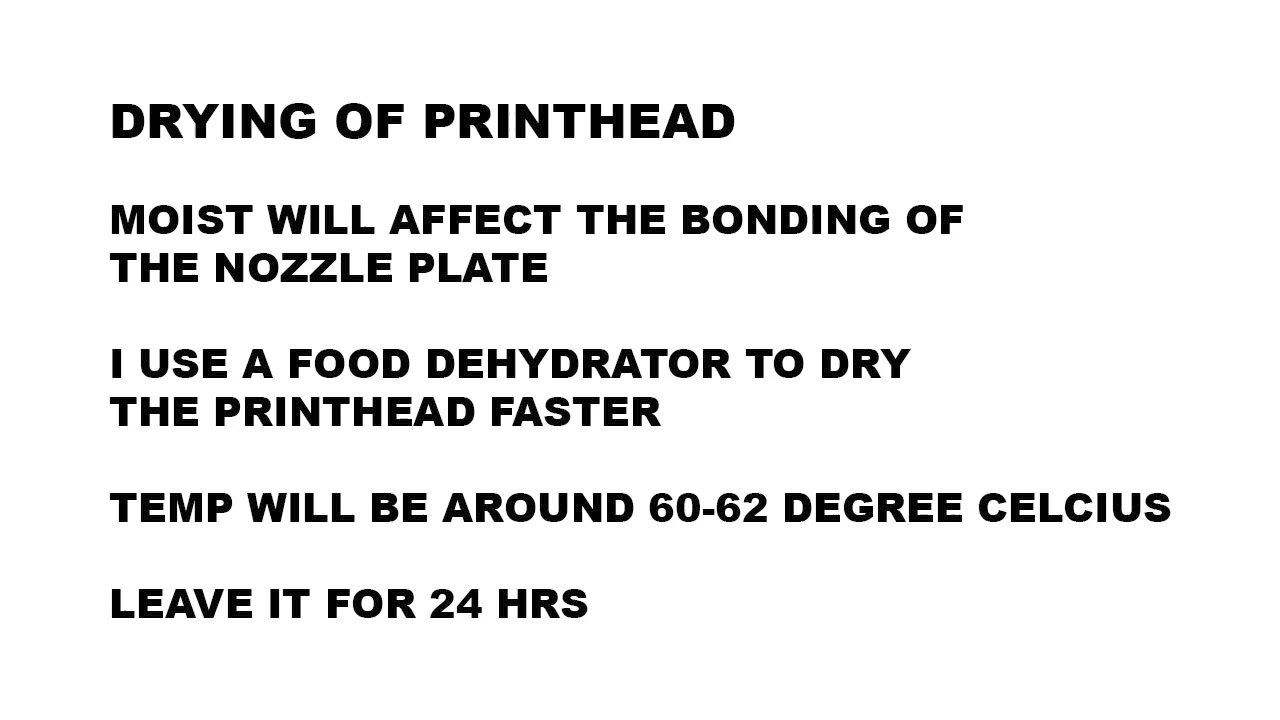 DRYING OF PRINTHEAD
MOIST WILL AFFECT THE BONDING OF
THE NOZZLE PLATE
I USE A FOOD DEHYDRATOR TO DRY
THE PRINTHEAD FASTER
TEMP WILL BE AROUND 60-62 DEGREE CELCIUS
LEAVE IT FOR 24 HRS